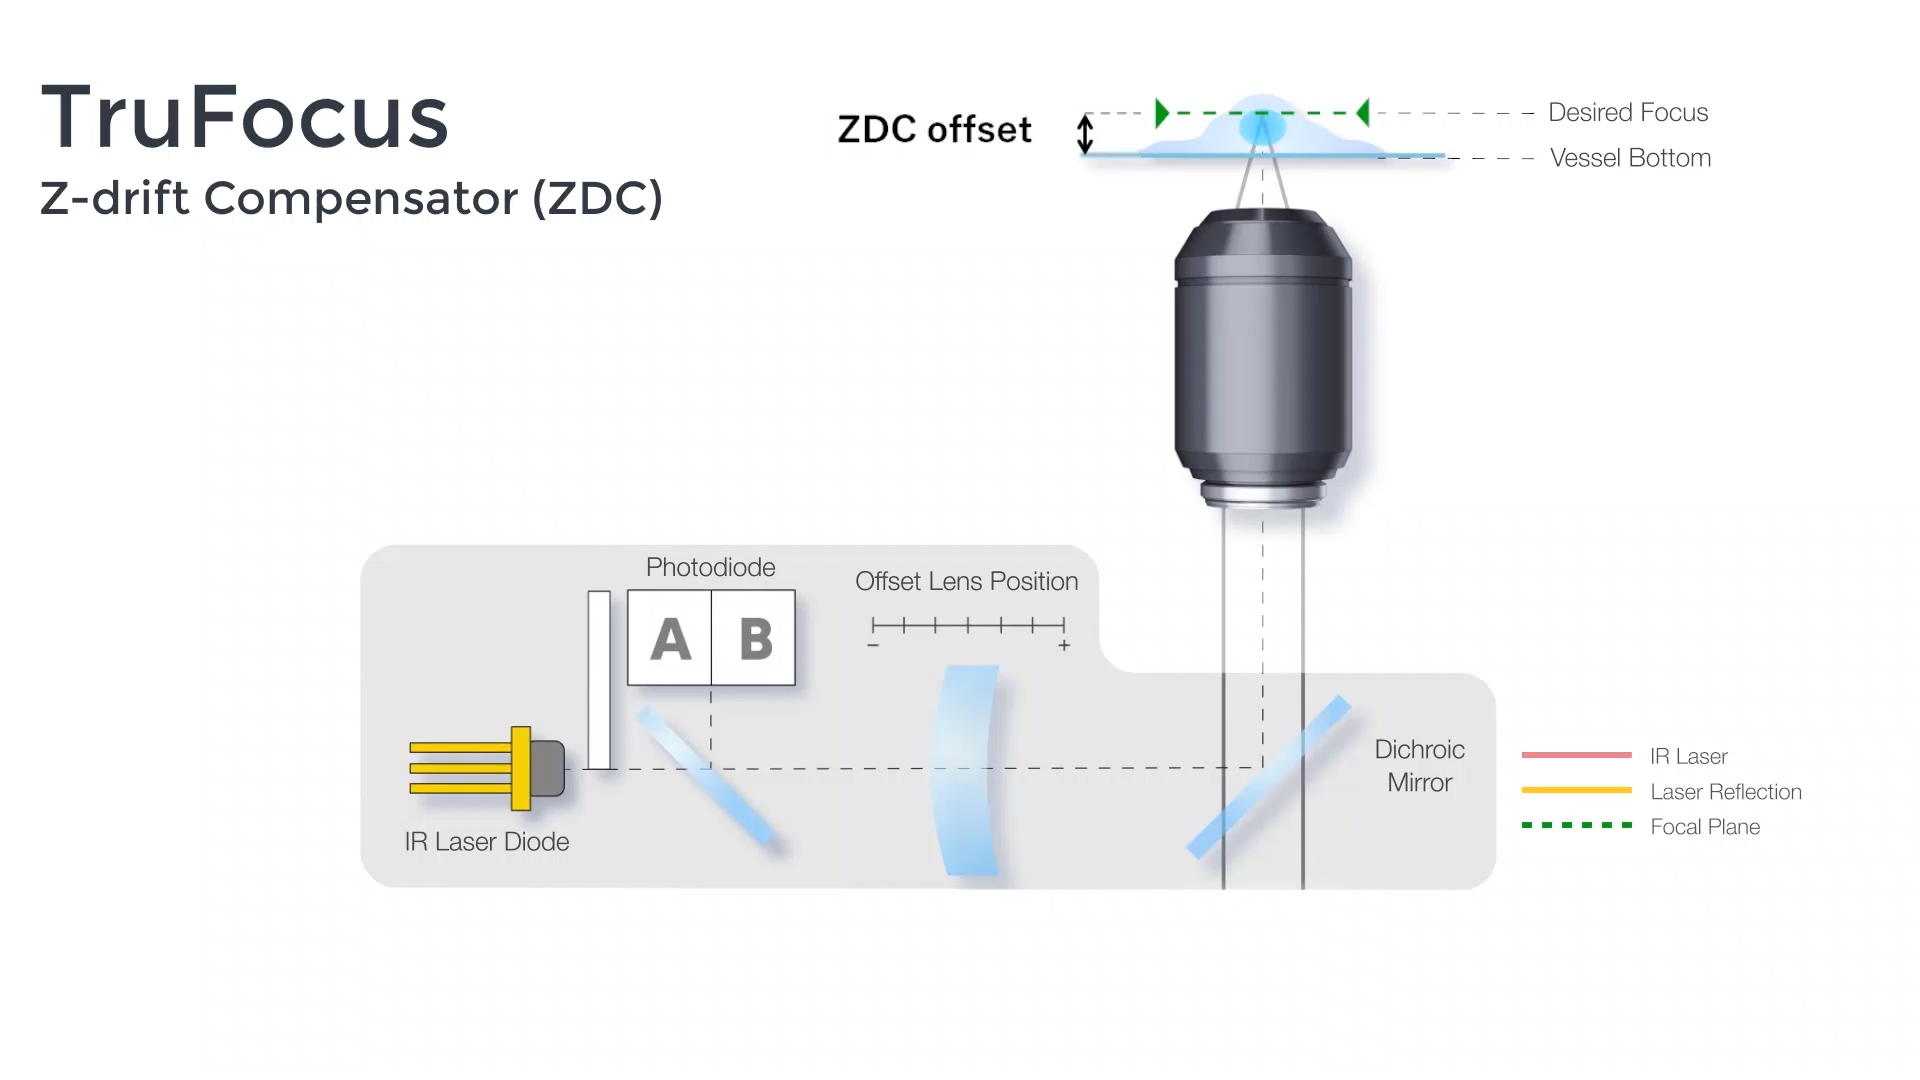 TruFocus
Z-drift Compensator (ZDC)
ZDC offset
Desired Focus
Vessel Bottom
Photodiode
A B
Offset Lens Position
− +
IR Laser Diode
Dichroic
Mirror
IR Laser
Laser Reflection
Focal Plane